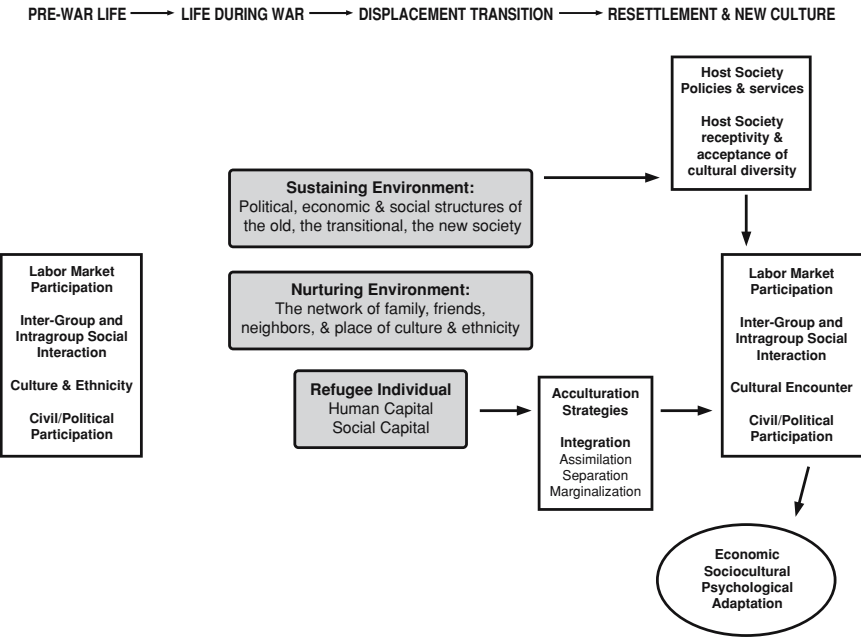 PRE-WAR LIFE → LIFE DURING WAR → DISPLACEMENT TRANSITION → RESETTLEMENT & NEW CULTURE
Host Society
Policies & services
Host Society
receptivity &
acceptance of
cultural diversity
Sustaining Environment:
Political, economic & social structures of
the old, the transitional, the new society
Nurturing Environment:
The network of family, friends,
neighbors, & place of culture & ethnicity
Labor Market
Participation
Inter-Group and
Intragroup Social
Interaction
Culture & Ethnicity
Civil/Political
Participation
Refugee Individual
Human Capital
Social Capital
Acculturation
Strategies
Integration
Assimilation
Separation
Marginalization
Labor Market
Participation
Inter-Group and
Intragroup Social
Interaction
Cultural Encounter
Civil/Political
Participation
Economic
Sociocultural
Psychological
Adaptation